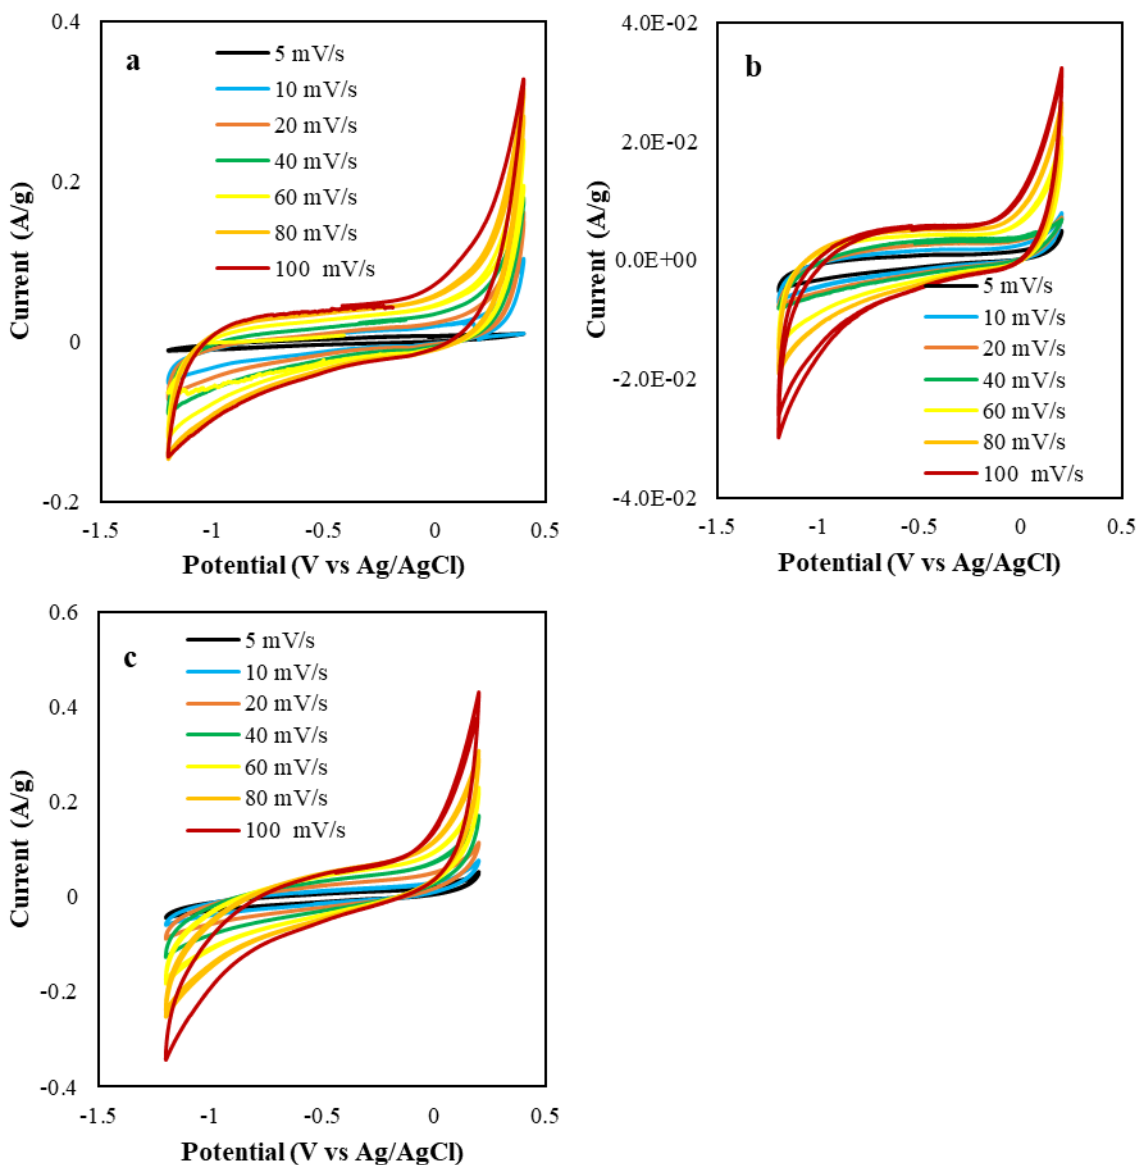 a
5 mV/s
10 mV/s
20 mV/s
40 mV/s
60 mV/s
80 mV/s
100 mV/s
0.4
0.2
0
-0.2
-1.5
-1
-0.5
0
0.5
Current (A/g)
Potential (V vs Ag/AgCl)
b
4.0E-02
2.0E-02
0.0E+00
-2.0E-02
-4.0E-02
5 mV/s
10 mV/s
20 mV/s
40 mV/s
60 mV/s
80 mV/s
100 mV/s
-1.5
-1
-0.5
0
0.5
Current (A/g)
Potential (V vs Ag/AgCl)
c
5 mV/s
10 mV/s
20 mV/s
40 mV/s
60 mV/s
80 mV/s
100 mV/s
0.6
0.4
0.2
0
-0.2
-0.4
-1.5
-1
-0.5
0
0.5
Current (A/g)
Potential (V vs Ag/AgCl)